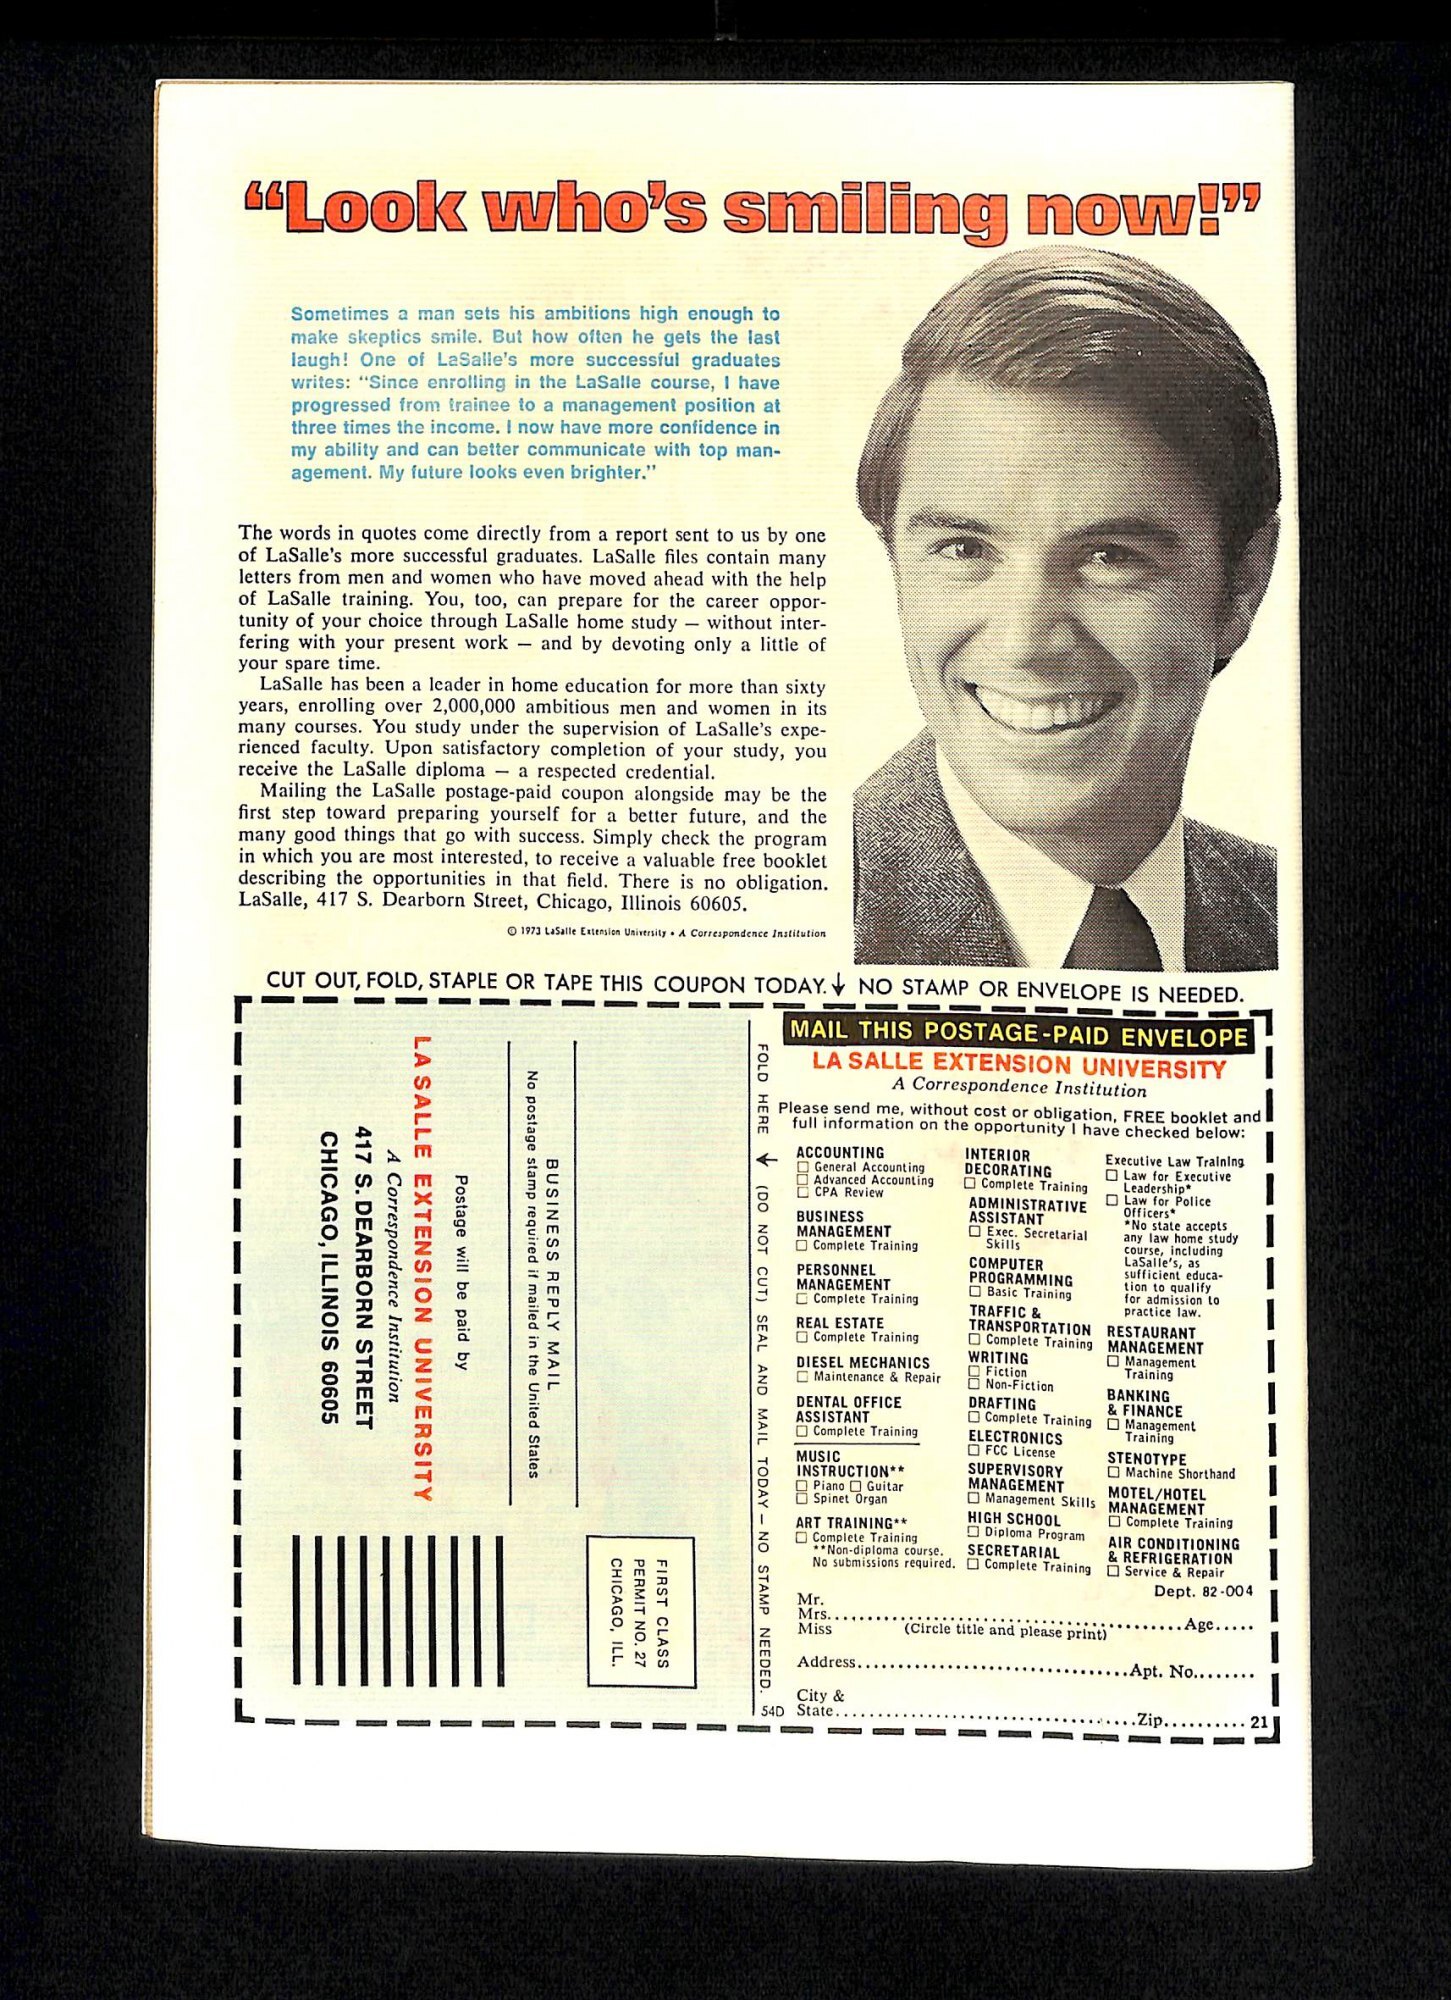 “Look who’s smiling now!”
Sometimes a man sets his ambitions high enough to
make skeptics smile. But how often he gets the last
laugh! One of LaSalle's more successful graduates
writes: “Since enrolling in the LaSalle course, I have
progressed from trainee to a management position at
three times the income. I now have more confidence in
my ability and can better communicate with top man-
agement. My future looks even brighter.”
The words in quotes come directly from a report sent to us by one
of LaSalle's more successful graduates. LaSalle files contain many
letters from men and women who have moved ahead with the help
of LaSalle training. You, too, can prepare for the career oppor-
tunity of your choice through LaSalle home study — without inter-
fering with your present work — and by devoting only a little of
your spare time.
LaSalle has been a leader in home education for more than sixty
years, enrolling over 2,000,000 ambitious men and women in its
many courses. You study under the supervision of LaSalle's expe-
rienced faculty. Upon satisfactory completion of your study, you
receive the LaSalle diploma — a respected credential.
Mailing the LaSalle postage-paid coupon alongside may be the
first step toward preparing yourself for a better future, and the
many good things that go with success. Simply check the program
in which you are most interested, to receive a valuable free booklet
describing the opportunities in that field. There is no obligation.
LaSalle, 417 S. Dearborn Street, Chicago, Illinois 60605.
© 1973 LaSalle Extension University • A Correspondence Institution
CUT OUT, FOLD, STAPLE OR TAPE THIS COUPON TODAY. ↓ NO STAMP OR ENVELOPE IS NEEDED.
FIRST CLASS
PERMIT NO. 27
CHICAGO, ILL.
BUSINESS REPLY MAIL
No postage stamp required if mailed in the United States
Postage will be paid by
LA SALLE EXTENSION UNIVERSITY
A Correspondence Institution
417 S. DEARBORN STREET
CHICAGO, ILLINOIS 60605
FOLD HERE ↓ (DO NOT CUT) SEAL AND MAIL TODAY — NO STAMP NEEDED.
54D
MAIL THIS POSTAGE-PAID ENVELOPE
LA SALLE EXTENSION UNIVERSITY
A Correspondence Institution
Please send me, without cost or obligation, FREE booklet and
full information on the opportunity I have checked below:
ACCOUNTING
☐ General Accounting
☐ Advanced Accounting
☐ CPA Review
BUSINESS
MANAGEMENT
☐ Complete Training
PERSONNEL
MANAGEMENT
☐ Complete Training
REAL ESTATE
☐ Complete Training
DIESEL MECHANICS
☐ Maintenance & Repair
DENTAL OFFICE
ASSISTANT
☐ Complete Training
MUSIC
INSTRUCTION**
☐ Piano ☐ Guitar
☐ Spinet Organ
ART TRAINING**
☐ Complete Training
**Non-diploma course.
No submissions required.
INTERIOR
DECORATING
☐ Complete Training
ADMINISTRATIVE
ASSISTANT
☐ Exec. Secretarial
Skills
COMPUTER
PROGRAMMING
☐ Basic Training
TRAFFIC &
TRANSPORTATION
☐ Complete Training
WRITING
☐ Fiction
☐ Non-Fiction
DRAFTING
☐ Complete Training
ELECTRONICS
☐ FCC License
SUPERVISORY
MANAGEMENT
☐ Management Skills
HIGH SCHOOL
☐ Diploma Program
SECRETARIAL
☐ Complete Training
Executive Law Training
☐ Law for Executive
Leadership*
☐ Law for Police
Officers*
*No state accepts
any law home study
course, including
LaSalle's, as
sufficient educa-
tion to qualify
for admission to
practice law.
RESTAURANT
MANAGEMENT
☐ Management
Training
BANKING
& FINANCE
☐ Management
Training
STENOTYPE
☐ Machine Shorthand
MOTEL/HOTEL
MANAGEMENT
☐ Complete Training
AIR CONDITIONING
& REFRIGERATION
☐ Service & Repair
Dept. 82-004
Mr.
Mrs. ........ Age.....
Miss (Circle title and please print)
Address........ Apt. No........
City &
State........ Zip.......... 21